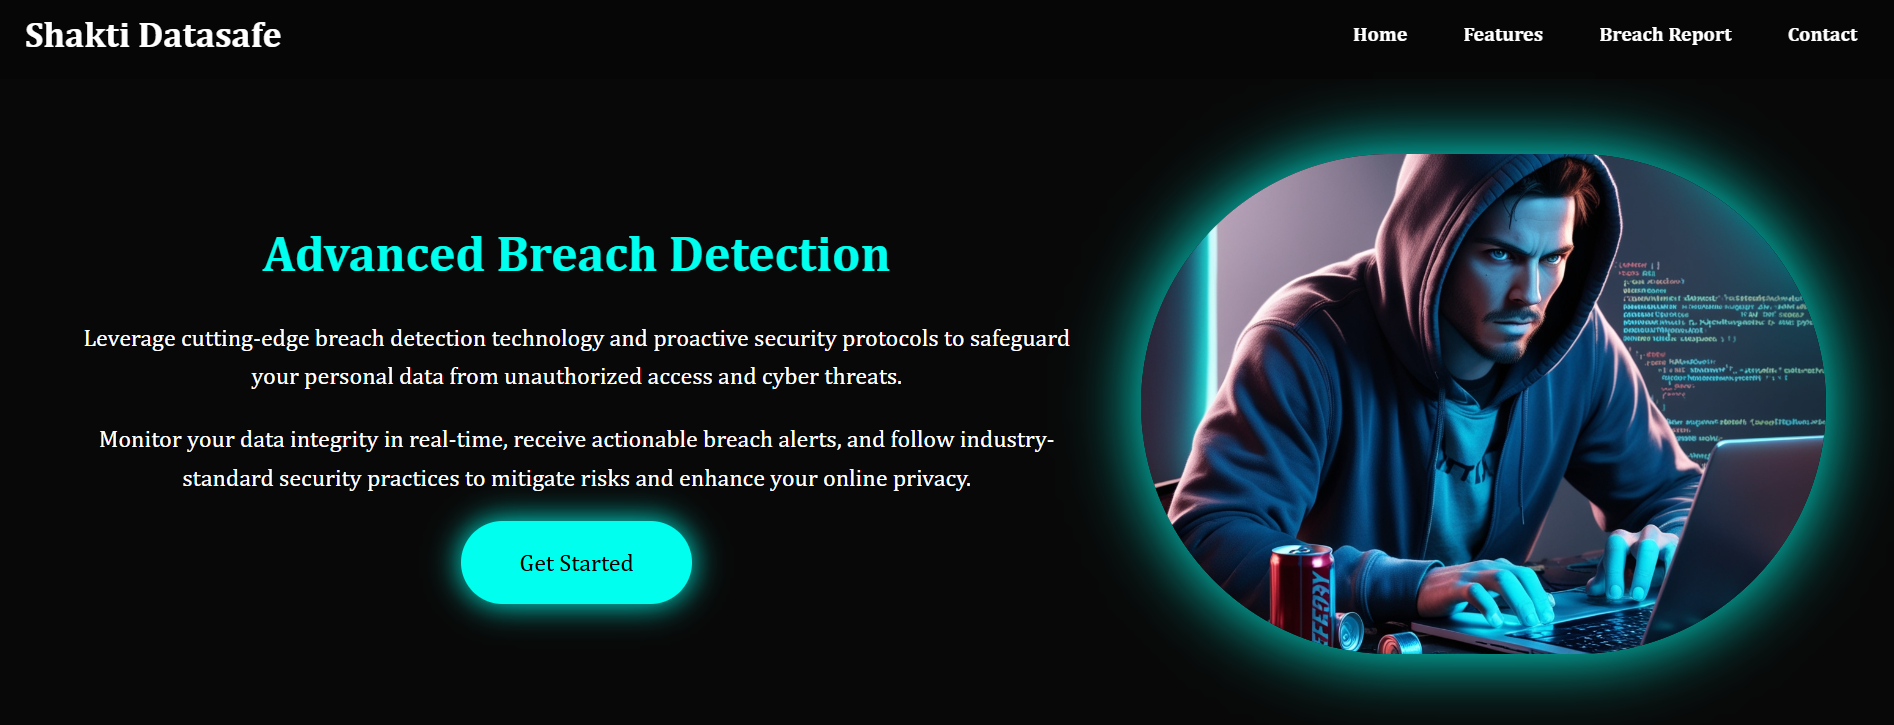 Shakti Datasafe
Home Features Breach Report Contact
Advanced Breach Detection
Leverage cutting-edge breach detection technology and proactive security protocols to safeguard
your personal data from unauthorized access and cyber threats.
Monitor your data integrity in real-time, receive actionable breach alerts, and follow industry-
standard security practices to mitigate risks and enhance your online privacy.
Get Started